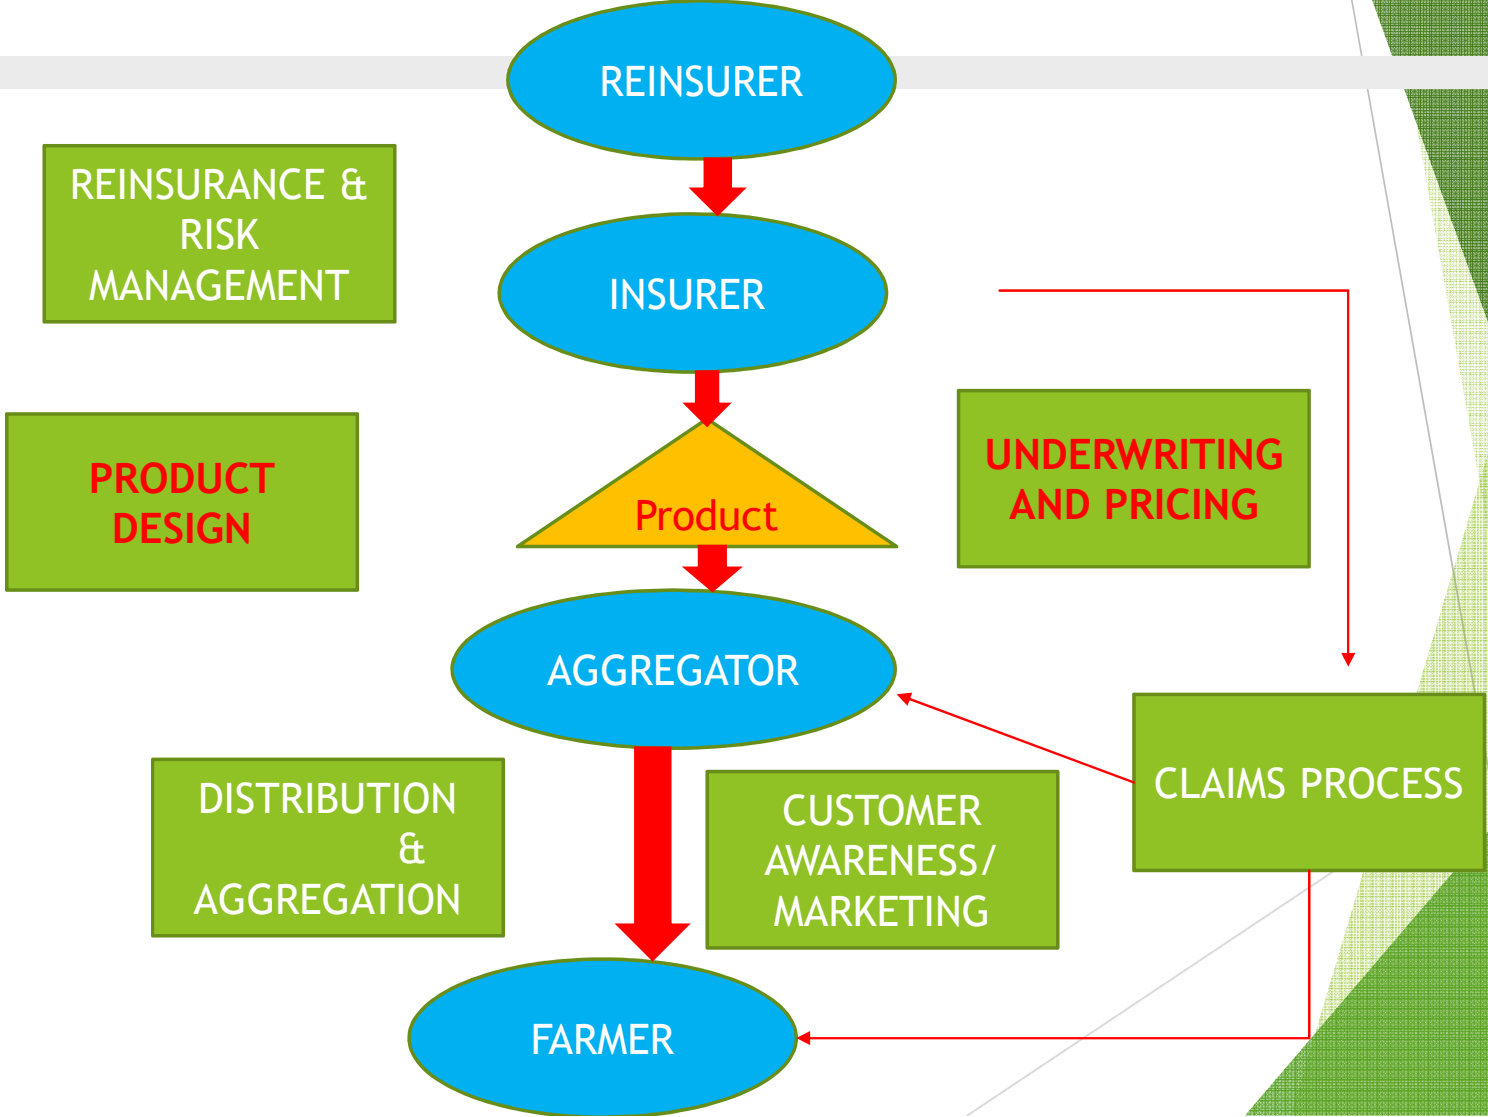 REINSURER
REINSURANCE &
RISK
MANAGEMENT
INSURER
PRODUCT
DESIGN
Product
UNDERWRITING
AND PRICING
AGGREGATOR
DISTRIBUTION
&
AGGREGATION
CUSTOMER
AWARENESS/
MARKETING
CLAIMS PROCESS
FARMER